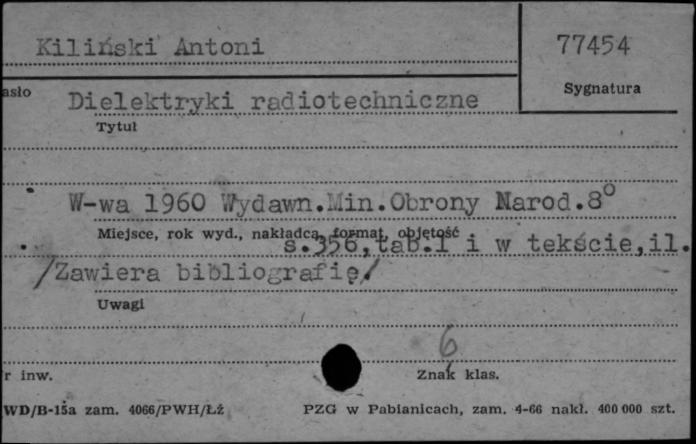 Kiliński Antoni
77454
asło
Sygnatura
Dielektryki radiotechniczne
Tytuł
W-wa 1960 Wydawn.Min.Obrony Narod.8°
Miejsce, rok wyd., nakładca, format, objętość
s.356,tab.1 i w tekście,il.
/Zawiera bibliografię/
Uwagi
6
r inw.
Znak klas.
WD/B-15a zam. 4066/PWH/Łź
PZG w Pabianicach, zam. 4-66 nakł. 400 000 szt.